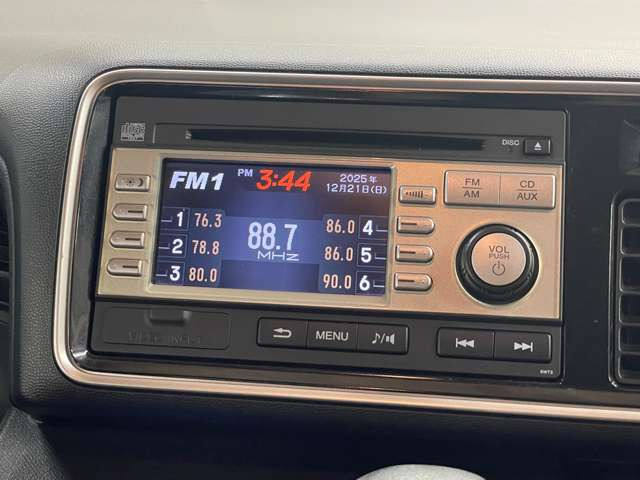 DISC
FM1 PM 3:44 2025年
12月21日(日)
1 76.3
2 78.8
3 80.0
88.7
MHZ
86.0 4
86.0 5
90.0 6
FM
AM
CD
AUX
VOL
PUSH
MENU